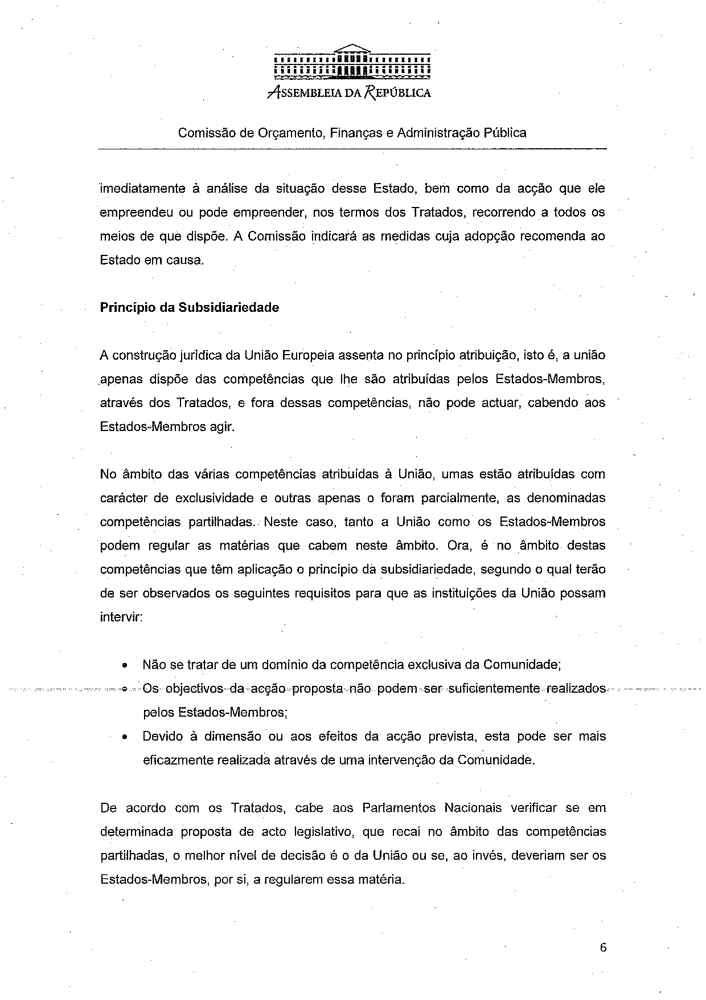 ASSEMBLEIA DA REPÚBLICA
Comissão de Orçamento, Finanças e Administração Pública
imediatamente à análise da situação desse Estado, bem como da acção que ele
empreendeu ou pode empreender, nos termos dos Tratados, recorrendo a todos os
meios de que dispõe. A Comissão indicará as medidas cuja adopção recomenda ao
Estado em causa.
Princípio da Subsidiariedade
A construção jurídica da União Europeia assenta no princípio atribuição, isto é, a união
apenas dispõe das competências que lhe são atribuídas pelos Estados-Membros,
através dos Tratados, e fora dessas competências, não pode actuar, cabendo aos
Estados-Membros agir.
No âmbito das várias competências atribuídas à União, umas estão atribuídas com
carácter de exclusividade e outras apenas o foram parcialmente, as denominadas
competências partilhadas. Neste caso, tanto a União como os Estados-Membros
podem regular as matérias que cabem neste âmbito. Ora, é no âmbito destas
competências que têm aplicação o princípio da subsidiariedade, segundo o qual terão
de ser observados os seguintes requisitos para que as instituições da União possam
intervir:
• Não se tratar de um domínio da competência exclusiva da Comunidade;
• Os objectivos da acção proposta não podem ser suficientemente realizados
pelos Estados-Membros;
• Devido à dimensão ou aos efeitos da acção prevista, esta pode ser mais
eficazmente realizada através de uma intervenção da Comunidade.
De acordo com os Tratados, cabe aos Parlamentos Nacionais verificar se em
determinada proposta de acto legislativo, que recai no âmbito das competências
partilhadas, o melhor nível de decisão é o da União ou se, ao invés, deveriam ser os
Estados-Membros, por si, a regularem essa matéria.
6